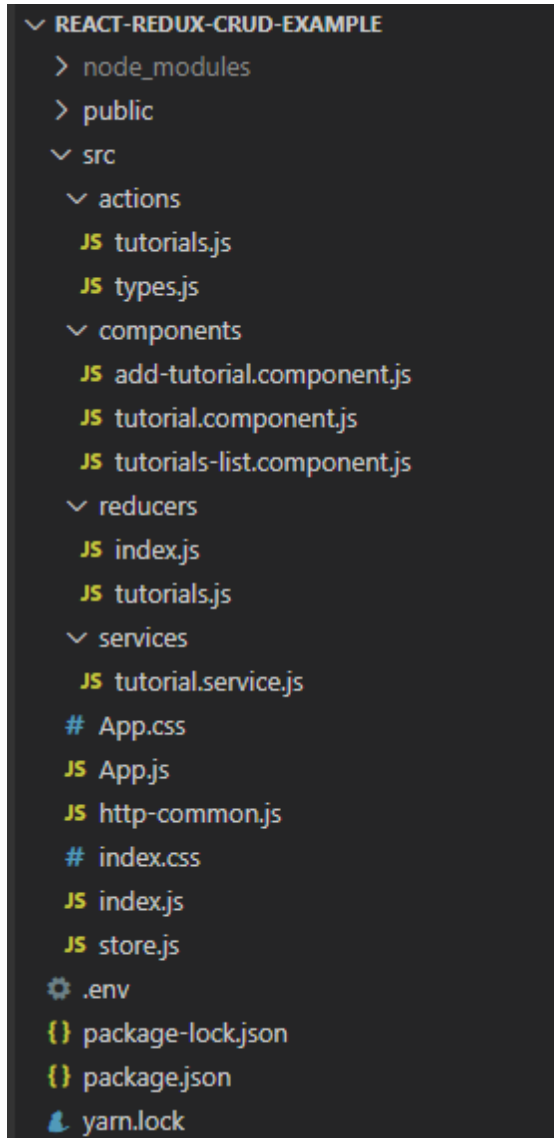 REACT-REDUX-CRUD-EXAMPLE
node_modules
public
src
actions
JS tutorials.js
JS types.js
components
JS add-tutorial.component.js
JS tutorial.component.js
JS tutorials-list.component.js
reducers
JS index.js
JS tutorials.js
services
JS tutorial.service.js
# App.css
JS App.js
JS http-common.js
# index.css
JS index.js
JS store.js
.env
{} package-lock.json
{} package.json
yarn.lock